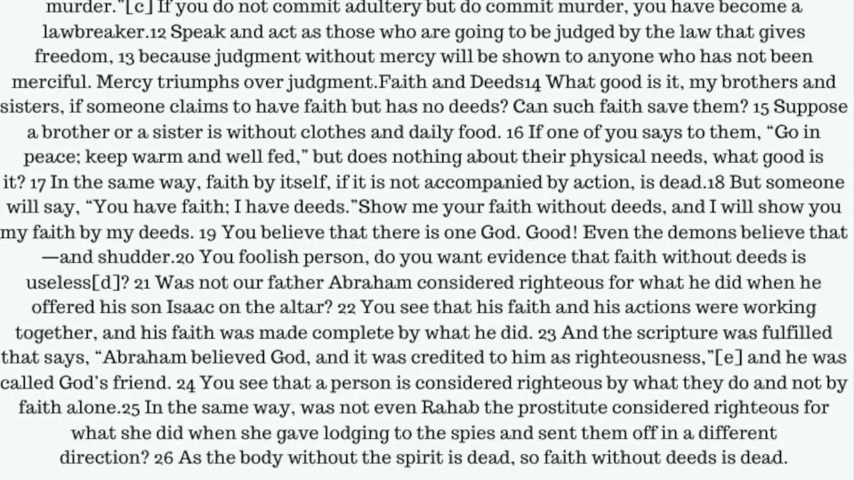 murder."[c] If you do not commit adultery but do commit murder, you have become a
lawbreaker.12 Speak and act as those who are going to be judged by the law that gives
freedom, 13 because judgment without mercy will be shown to anyone who has not been
merciful. Mercy triumphs over judgment.Faith and Deeds14 What good is it, my brothers and
sisters, if someone claims to have faith but has no deeds? Can such faith save them? 15 Suppose
a brother or a sister is without clothes and daily food. 16 If one of you says to them, “Go in
peace; keep warm and well fed,” but does nothing about their physical needs, what good is
it? 17 In the same way, faith by itself, if it is not accompanied by action, is dead.18 But someone
will say, “You have faith; I have deeds.”Show me your faith without deeds, and I will show you
my faith by my deeds. 19 You believe that there is one God. Good! Even the demons believe that
—and shudder.20 You foolish person, do you want evidence that faith without deeds is
useless[d]? 21 Was not our father Abraham considered righteous for what he did when he
offered his son Isaac on the altar? 22 You see that his faith and his actions were working
together, and his faith was made complete by what he did. 23 And the scripture was fulfilled
that says, “Abraham believed God, and it was credited to him as righteousness,”[e] and he was
called God’s friend. 24 You see that a person is considered righteous by what they do and not by
faith alone.25 In the same way, was not even Rahab the prostitute considered righteous for
what she did when she gave lodging to the spies and sent them off in a different
direction? 26 As the body without the spirit is dead, so faith without deeds is dead.